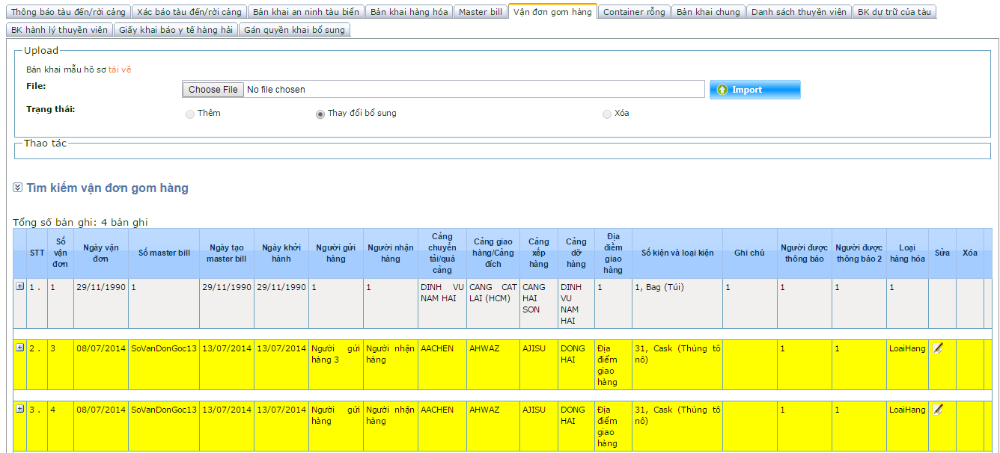 Thông báo tàu đến/rời cảng Xác báo tàu đến/rời cảng Bản khai an ninh tàu biển Bản khai hàng hóa Master bill Vận đơn gom hàng Container rỗng Bản khai chung Danh sách thuyền viên BK dự trữ của tàu
BK hành lý thuyền viên Giấy khai báo y tế hàng hải Gán quyền khai bổ sung
Upload
Bản khai mẫu hồ sơ tải về
File: Choose File No file chosen Import
Trạng thái: Thêm Thay đổi bổ sung Xóa
Thao tác
Tìm kiếm vận đơn gom hàng
Tổng số bản ghi: 4 bản ghi
STT Số vận đơn Ngày vận đơn Số master bill Ngày tạo master bill Ngày khởi hành Người gửi hàng Người nhận hàng Cảng chuyển tải/quá cảng Cảng giao hàng/Cảng đích Cảng xếp hàng Cảng dỡ hàng Địa điểm giao hàng Số kiện và loại kiện Ghi chú Người được thông báo Người được thông báo 2 Loại hàng hóa Sửa Xóa
1 . 1 29/11/1990 1 29/11/1990 29/11/1990 1 1 DINH VU NAM HAI CANG CAT LAI (HCM) CANG HAI SON DINH VU NAM HAI 1 1, Bag (Túi) 1 1 1 1
2 . 3 08/07/2014 SoVanDonGoc13 13/07/2014 13/07/2014 Người gửi hàng 3 Người nhận hàng AACHEN AHWAZ AJISU DONG HAI Địa điểm giao hàng 31, Cask (Thùng tô nô) 1 1 LoaiHang
3 . 4 08/07/2014 SoVanDonGoc13 13/07/2014 13/07/2014 Người gửi hàng Người nhận hàng AACHEN AHWAZ AJISU DONG HAI Địa điểm giao hàng 31, Cask (Thùng tô nô) 1 1 LoaiHang